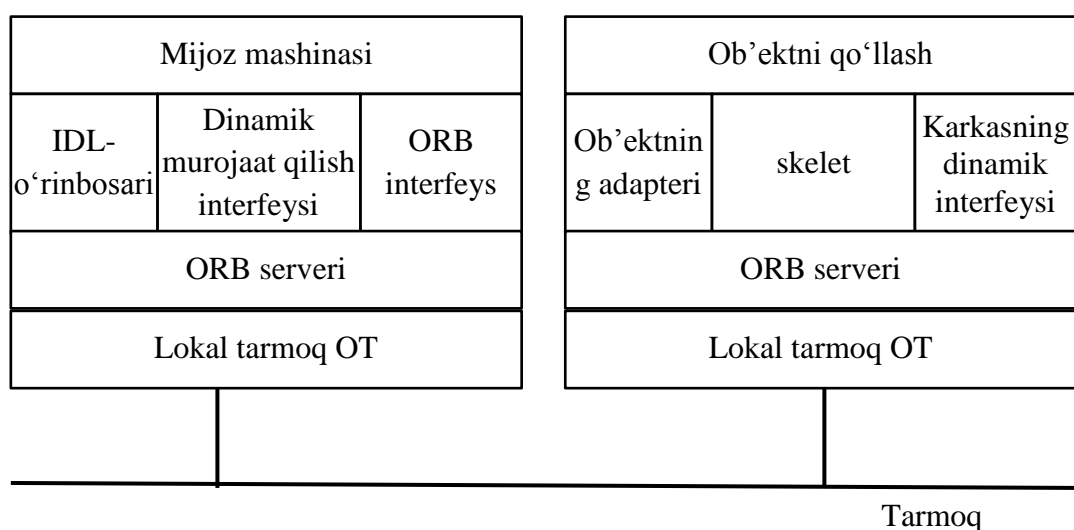 Mijoz mashinasi
Ob’ektni qo‘llash
IDL-
o‘rinbosari
Dinamik
murojaat qilish
interfeysi
ORB
interfeys
Ob’ektnin
g adapteri
skelet
Karkasning
dinamik
interfeysi
ORB serveri
ORB serveri
Lokal tarmoq OT
Lokal tarmoq OT
Tarmoq